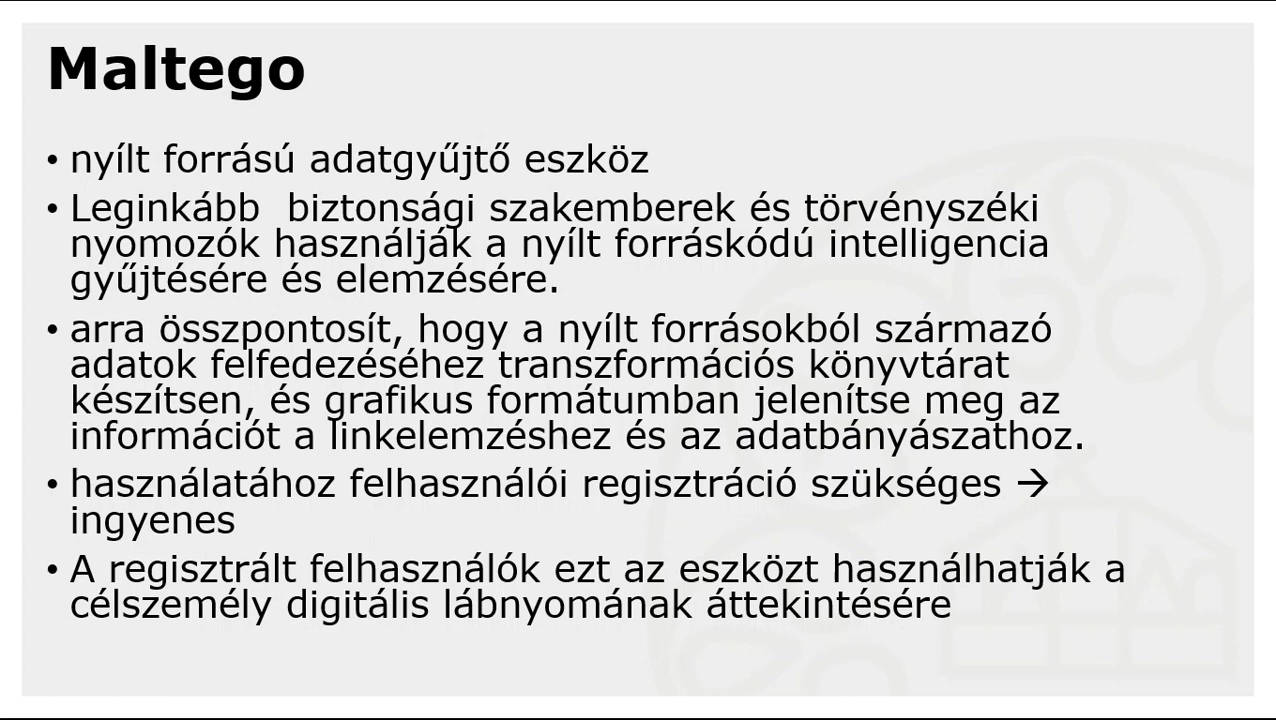 Maltego
• nyílt forrású adatgyűjtő eszköz
• Leginkább  biztonsági szakemberek és törvényszéki
nyomozók használják a nyílt forráskódú intelligencia
gyűjtésére és elemzésére.
• arra összpontosít, hogy a nyílt forrásokból származó
adatok felfedezéséhez transzformációs könyvtárat
készítsen, és grafikus formátumban jelenítse meg az
információt a linkelemzéshez és az adatbányászathoz.
• használatához felhasználói regisztráció szükséges →
ingyenes
• A regisztrált felhasználók ezt az eszközt használhatják a
célszemély digitális lábnyomának áttekintésére